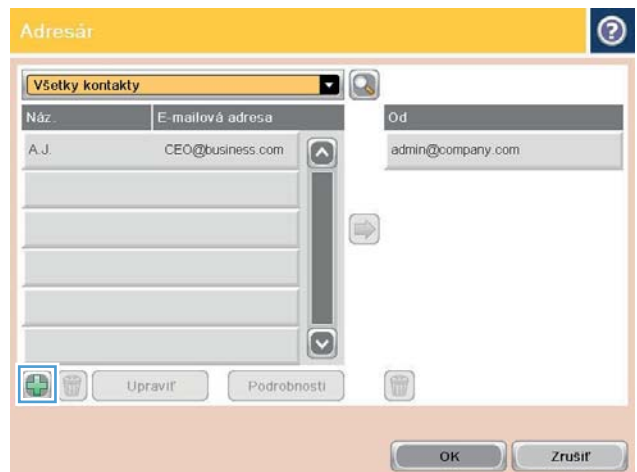 Adresár
Všetky kontakty
Náz. E-mailová adresa
Od
A.J. CEO@business.com
admin@company.com
Upraviť Podrobnosti
OK Zrušiť